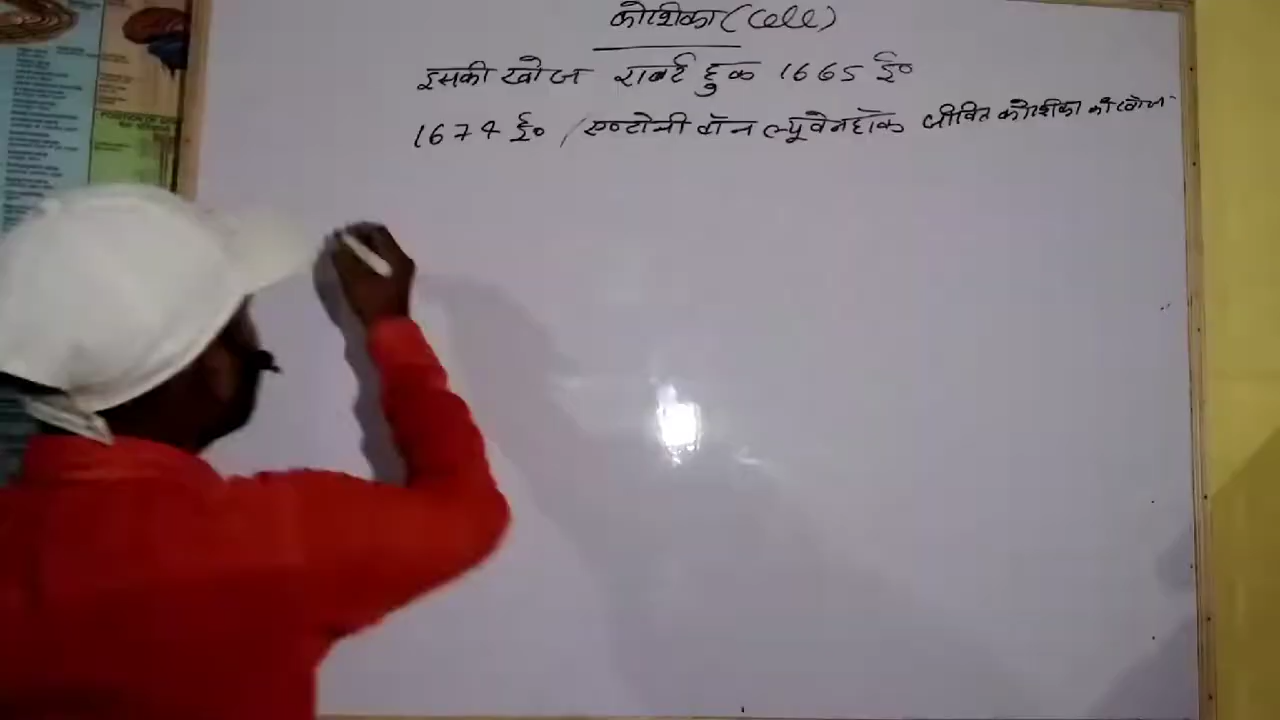 कोशिका (Cell)
इसकी खोज राबर्ट हुक 1665 ई०
1674 ई० / एण्टोनी वॉन ल्यूवेनहॉक जीवित कोशिका की खोज